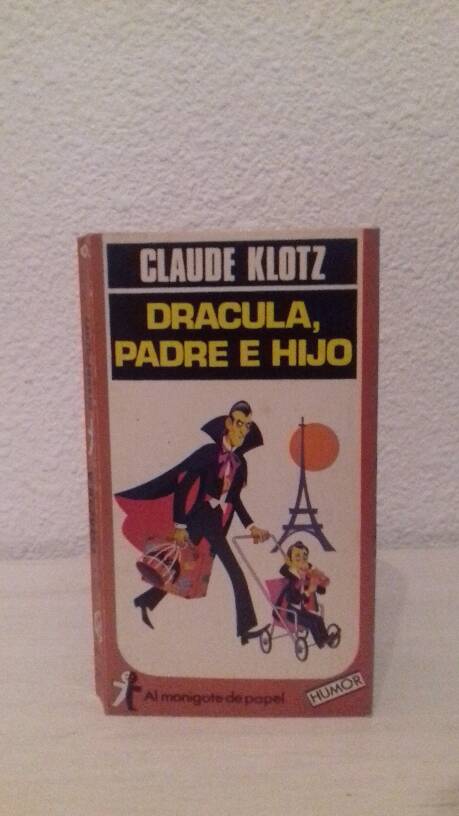 CLAUDE KLOTZ
DRACULA,
PADRE E HIJO
Al monigote de papel
HUMOR